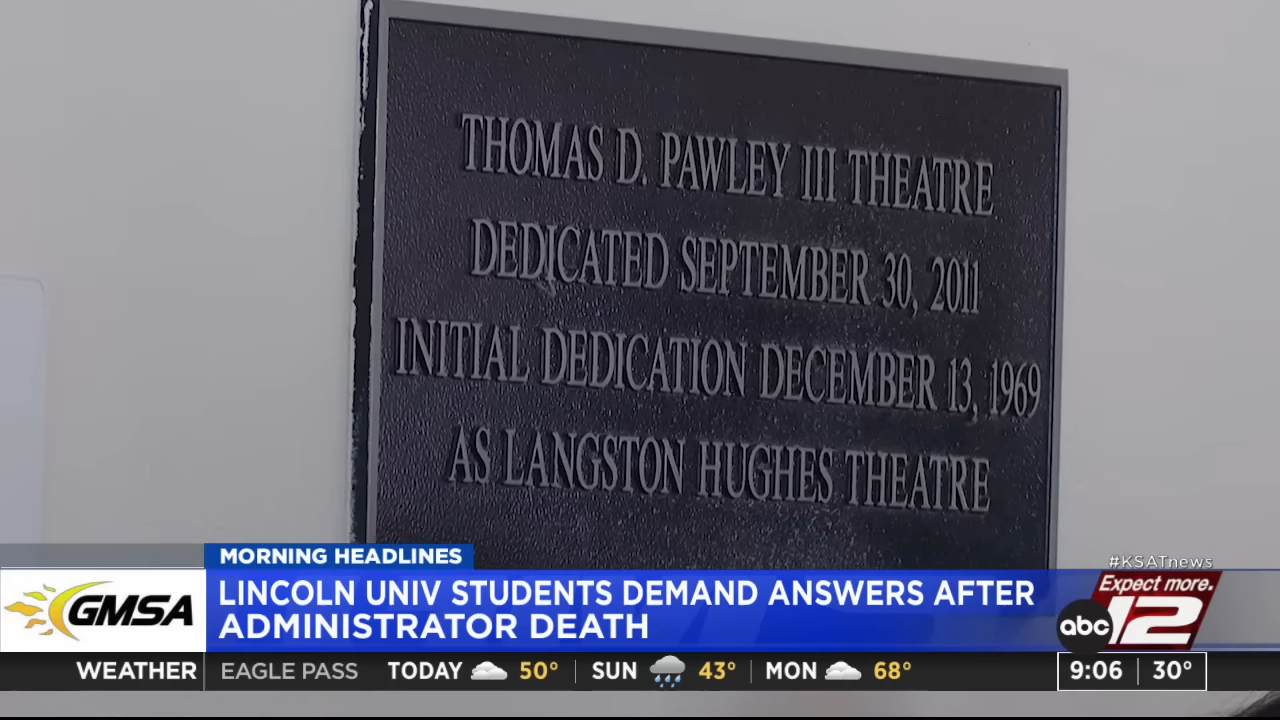 THOMAS D. PAWLEY III THEATRE
DEDICATED SEPTEMBER 30, 2011
INITIAL DEDICATION DECEMBER 13, 1969
AS LANGSTON HUGHES THEATRE
MORNING HEADLINES
#KSATnews
GMSA
LINCOLN UNIV STUDENTS DEMAND ANSWERS AFTER
ADMINISTRATOR DEATH
Expect more.
abc 12
WEATHER EAGLE PASS TODAY 50° SUN 43° MON 68° 9:06 30°